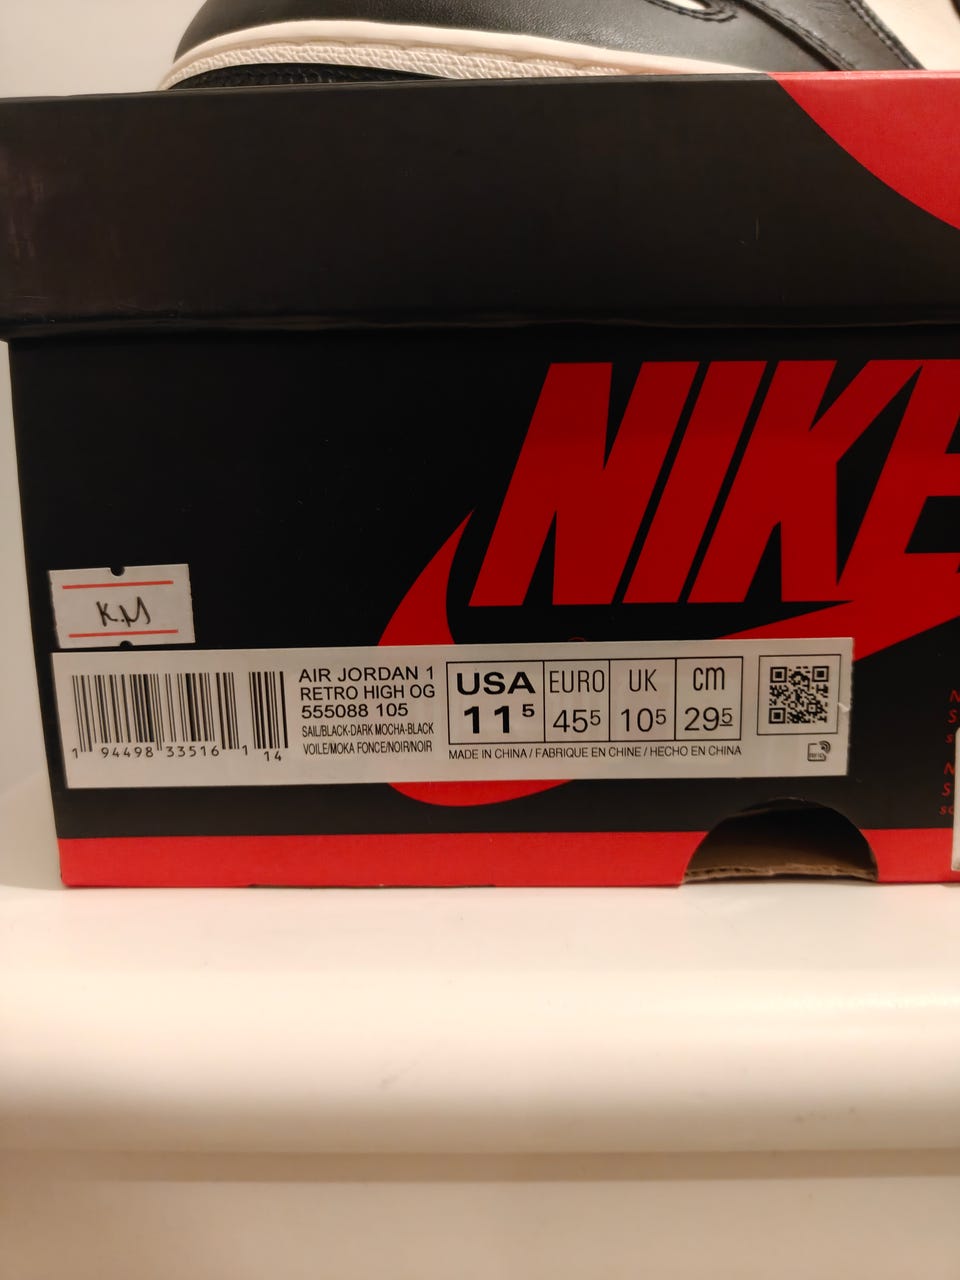 NIKE
K.M
AIR JORDAN 1
RETRO HIGH OG
555088 105
SAIL/BLACK-DARK MOCHA-BLACK
VOILE/MOKA FONCE/NOIR/NOIR
1 94498 33516 1 14
USA EURO UK cm
11 5 45 5 10 5 29 5
MADE IN CHINA / FABRIQUE EN CHINE / HECHO EN CHINA